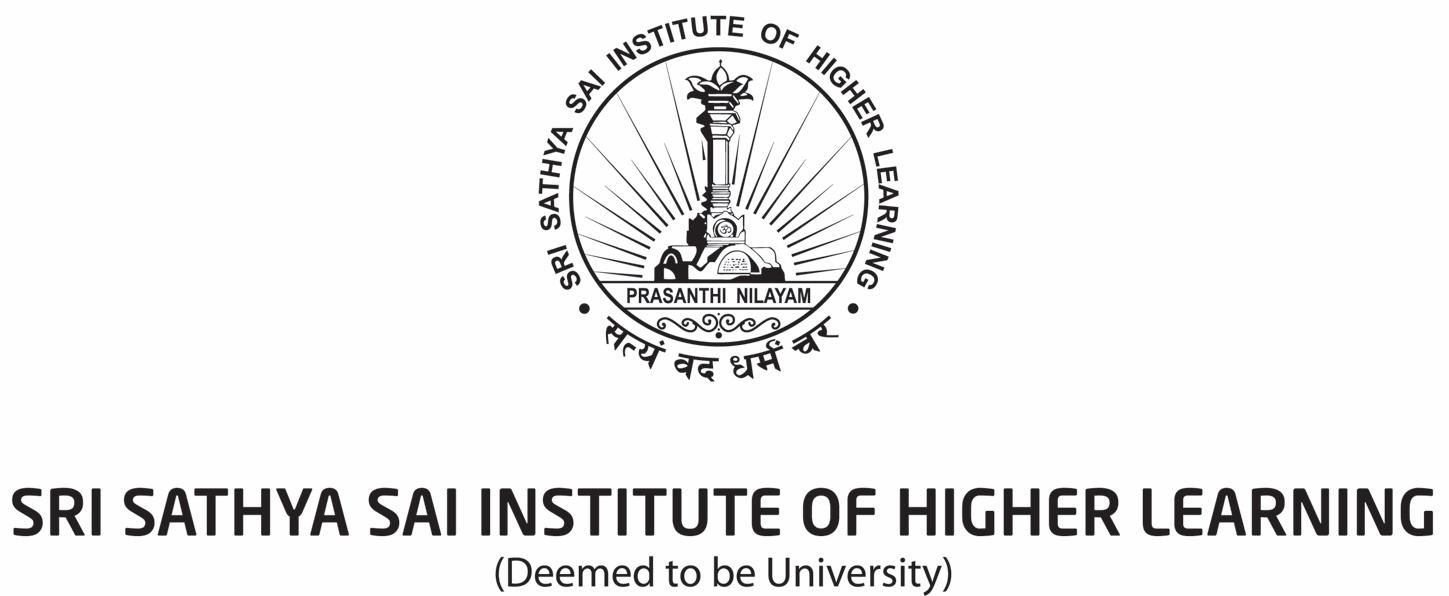 SRI SATHYA SAI INSTITUTE OF HIGHER LEARNING
ॐ
PRASANTHI NILAYAM
सत्यं वद धर्मं चर
SRI SATHYA SAI INSTITUTE OF HIGHER LEARNING
(Deemed to be University)